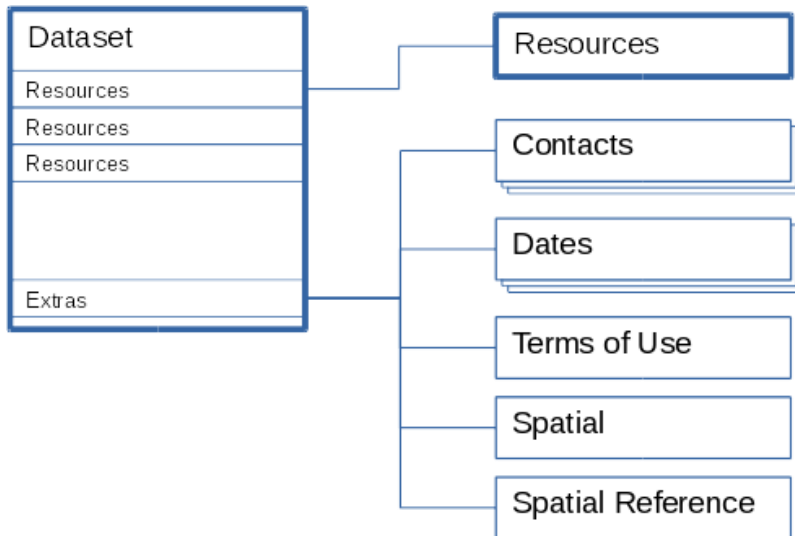 Dataset
Resources
Resources
Resources
Extras
Resources
Contacts
Dates
Terms of Use
Spatial
Spatial Reference